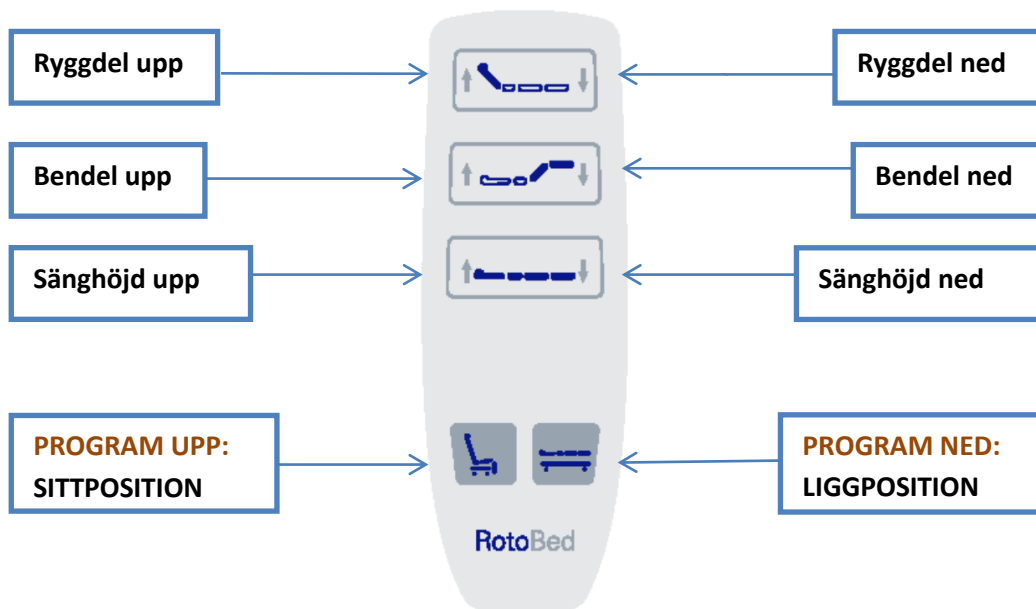 Ryggdel upp
Ryggdel ned
Bendel upp
Bendel ned
Sänghöjd upp
Sänghöjd ned
PROGRAM UPP:
SITTPOSITION
PROGRAM NED:
LIGGPOSITION
RotoBed